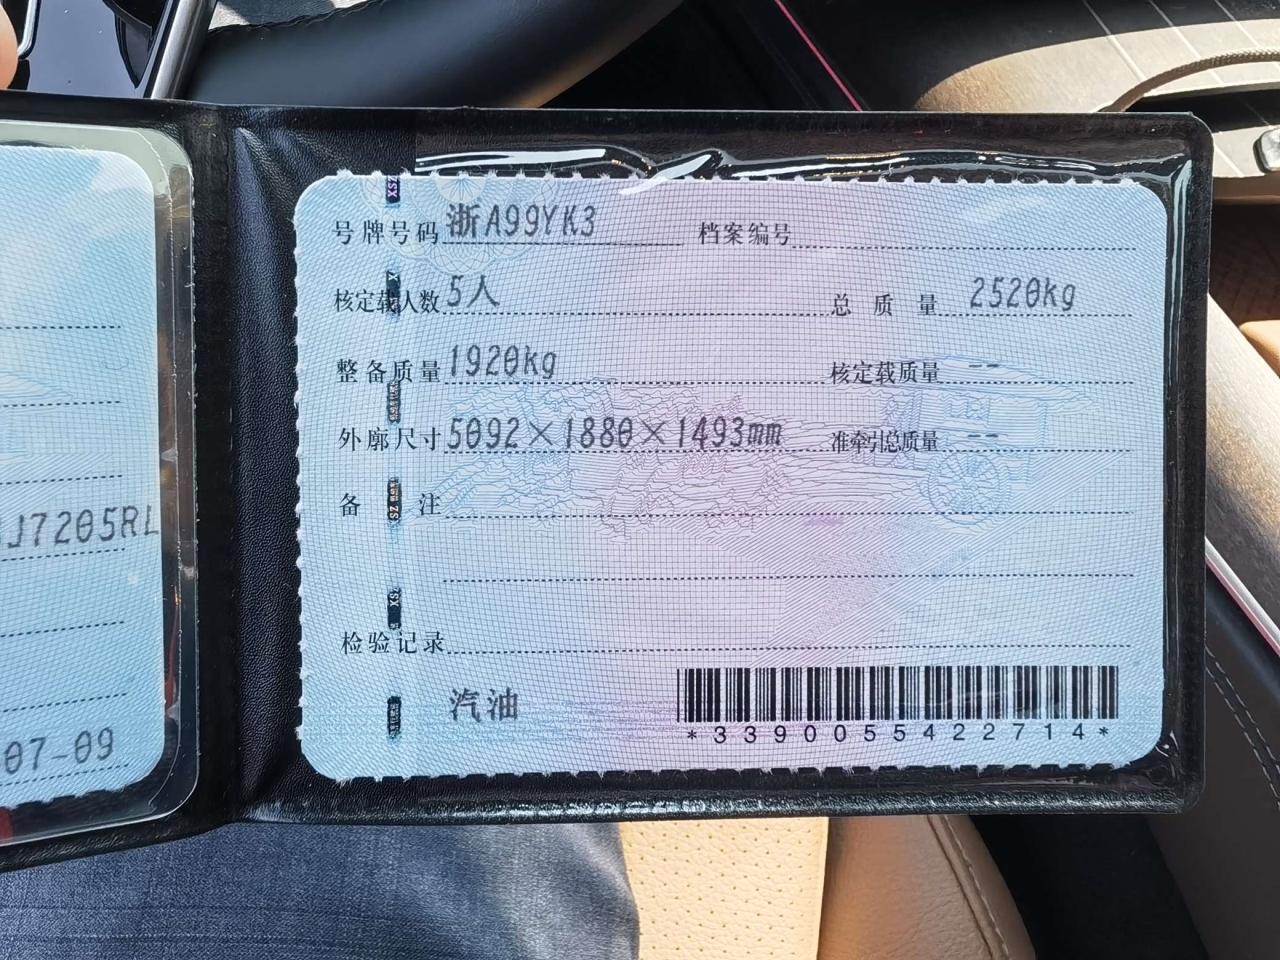 号牌号码 浙A99YK3 档案编号
核定载人数 5人 总质量 2520kg
整备质量 1920kg 核定载质量 --
外廓尺寸 5092×1880×1493mm 准牵引总质量 --
备注
检验记录
汽油
*3390055422714*
J7205RL
07-09